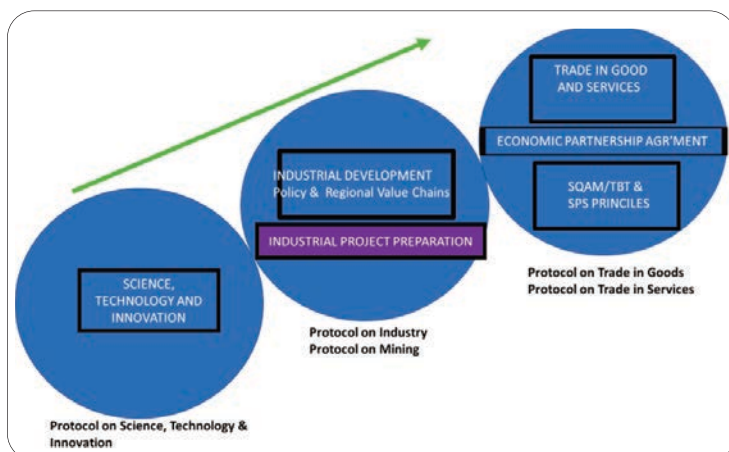 TRADE IN GOOD
AND SERVICES
ECONOMIC PARTNERSHIP AGR'MENT
SQAM/TBT &
SPS PRINCILES
Protocol on Trade in Goods
Protocol on Trade in Services
INDUSTRIAL DEVELOPMENT
Policy & Regional Value Chains
INDUSTRIAL PROJECT PREPARATION
Protocol on Industry
Protocol on Mining
SCIENCE,
TECHNOLOGY AND
INNOVATION
Protocol on Science, Technology &
Innovation